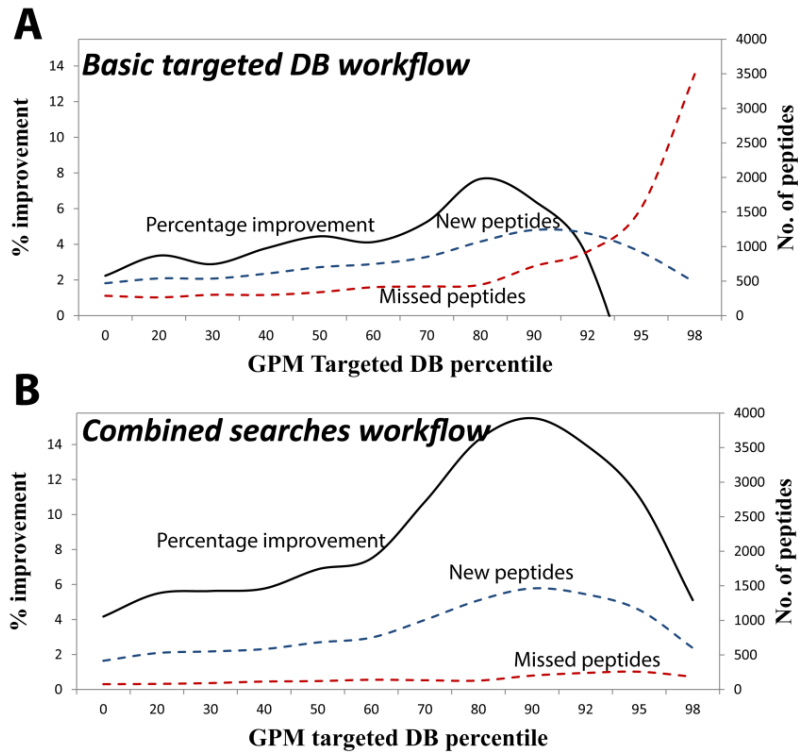 A
Basic targeted DB workflow
% improvement
14
12
10
8
6
4
2
0
Percentage improvement
New peptides
Missed peptides
4000
3500
3000
2500
2000
1500
1000
500
0
No. of peptides
0 20 30 40 50 60 70 80 90 92 95 98
GPM Targeted DB percentile
B
Combined searches workflow
% improvement
14
12
10
8
6
4
2
0
Percentage improvement
New peptides
Missed peptides
4000
3500
3000
2500
2000
1500
1000
500
0
No. of peptides
0 20 30 40 50 60 70 80 90 92 95 98
GPM targeted DB percentile